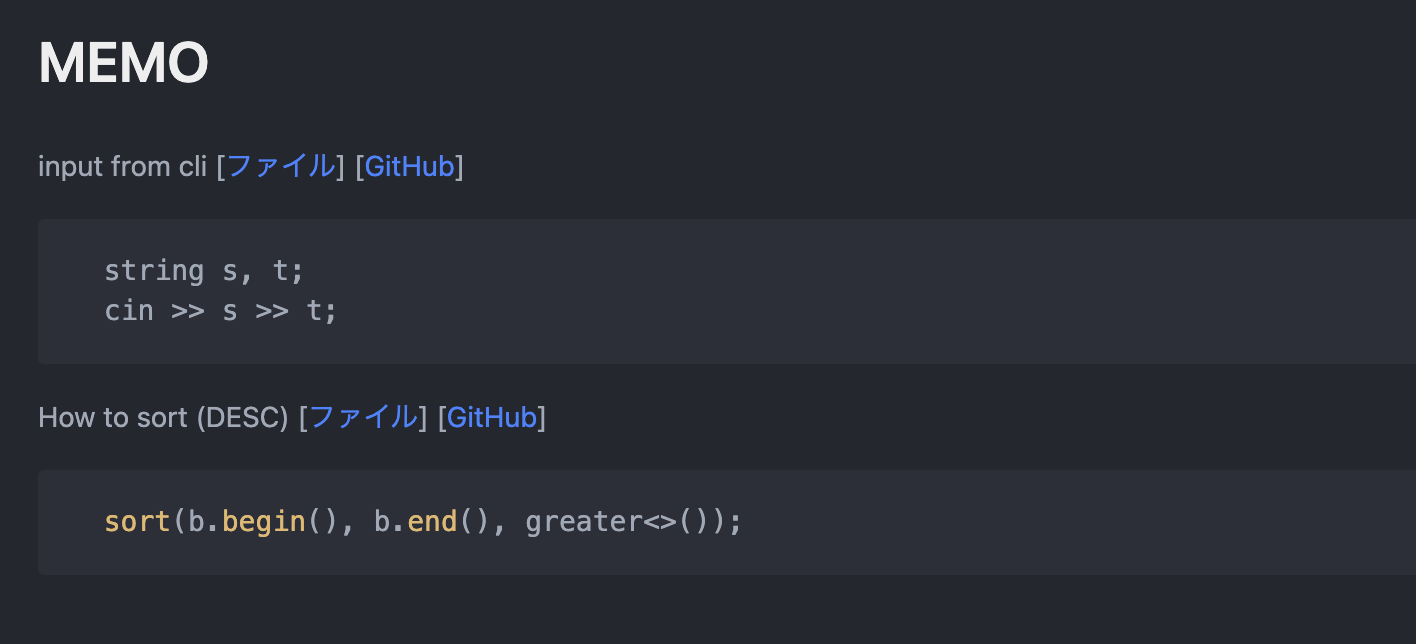 MEMO
input from cli [ファイル] [GitHub]
string s, t;
cin >> s >> t;
How to sort (DESC) [ファイル] [GitHub]
sort(b.begin(), b.end(), greater<>());